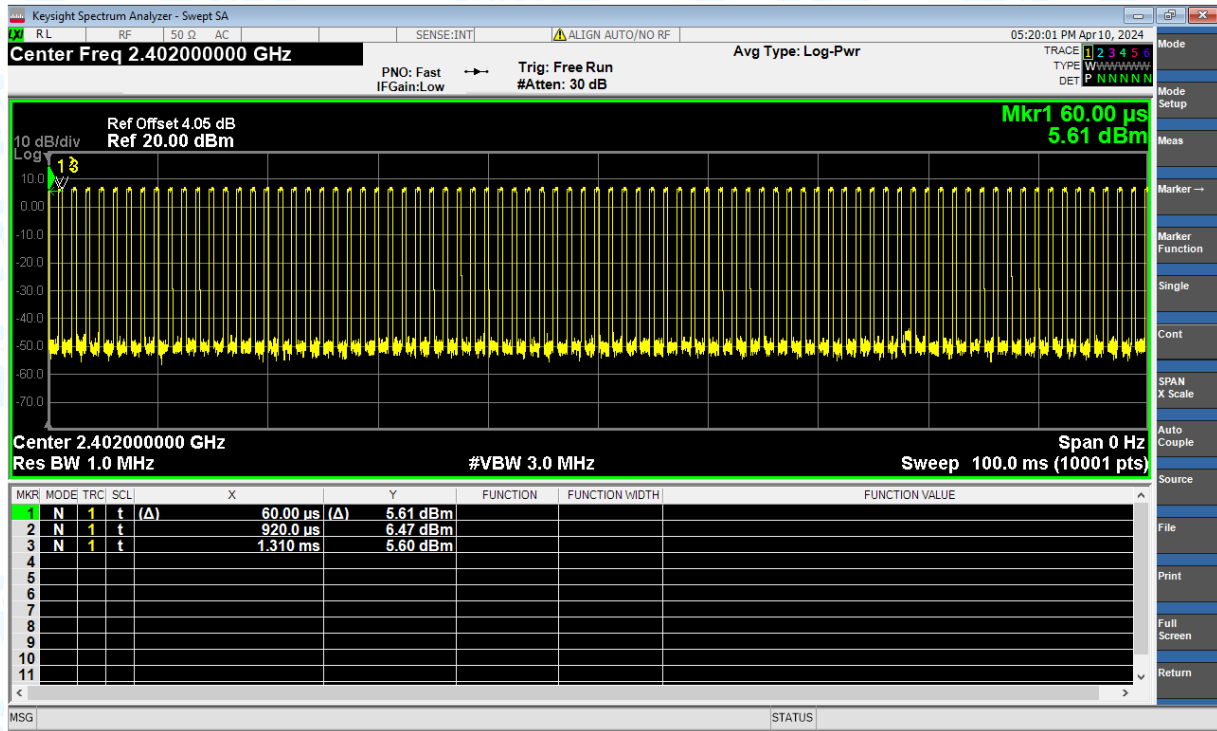 Keysight Spectrum Analyzer - Swept SA
LXI RL RF 50 Ω AC SENSE:INT ALIGN AUTO/NO RF 05:20:01 PM Apr 10, 2024
Center Freq 2.402000000 GHz
PNO: Fast
IFGain:Low
Trig: Free Run
#Atten: 30 dB
Avg Type: Log-Pwr
TRACE 1 2 3 4 5 6
TYPE WWWWWW
DET P N N N N N
Mkr1 60.00 µs
5.61 dBm
Ref Offset 4.05 dB
10 dB/div Ref 20.00 dBm
Log
1 3
10.0
0.00
-10.0
-20.0
-30.0
-40.0
-50.0
-60.0
-70.0
Center 2.402000000 GHz Span 0 Hz
Res BW 1.0 MHz #VBW 3.0 MHz Sweep 100.0 ms (10001 pts)
MKR MODE TRC SCL X Y FUNCTION FUNCTION WIDTH FUNCTION VALUE
1 N 1 t (Δ) 60.00 µs (Δ) 5.61 dBm
2 N 1 t 920.0 µs 6.47 dBm
3 N 1 t 1.310 ms 5.60 dBm
4
5
6
7
8
9
10
11
MSG STATUS
Mode
Mode
Setup
Meas
Marker →
Marker
Function
Single
Cont
SPAN
X Scale
Auto
Couple
Source
File
Print
Full
Screen
Return